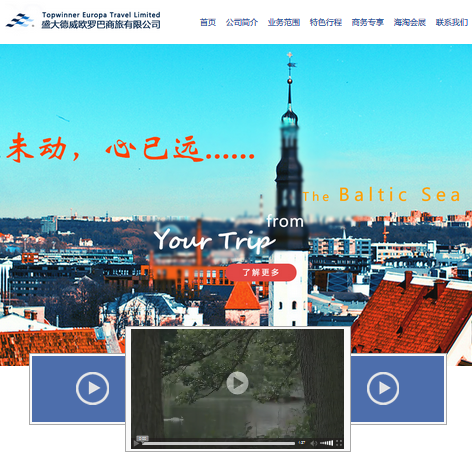 Topwinner Europa Travel Limited
盛大德威欧罗巴商旅有限公司
首页 公司简介 业务范围 特色行程 商务专享 海淘会展 联系我们
未动，心已远......
The Baltic Sea
from
Your Trip
了解更多